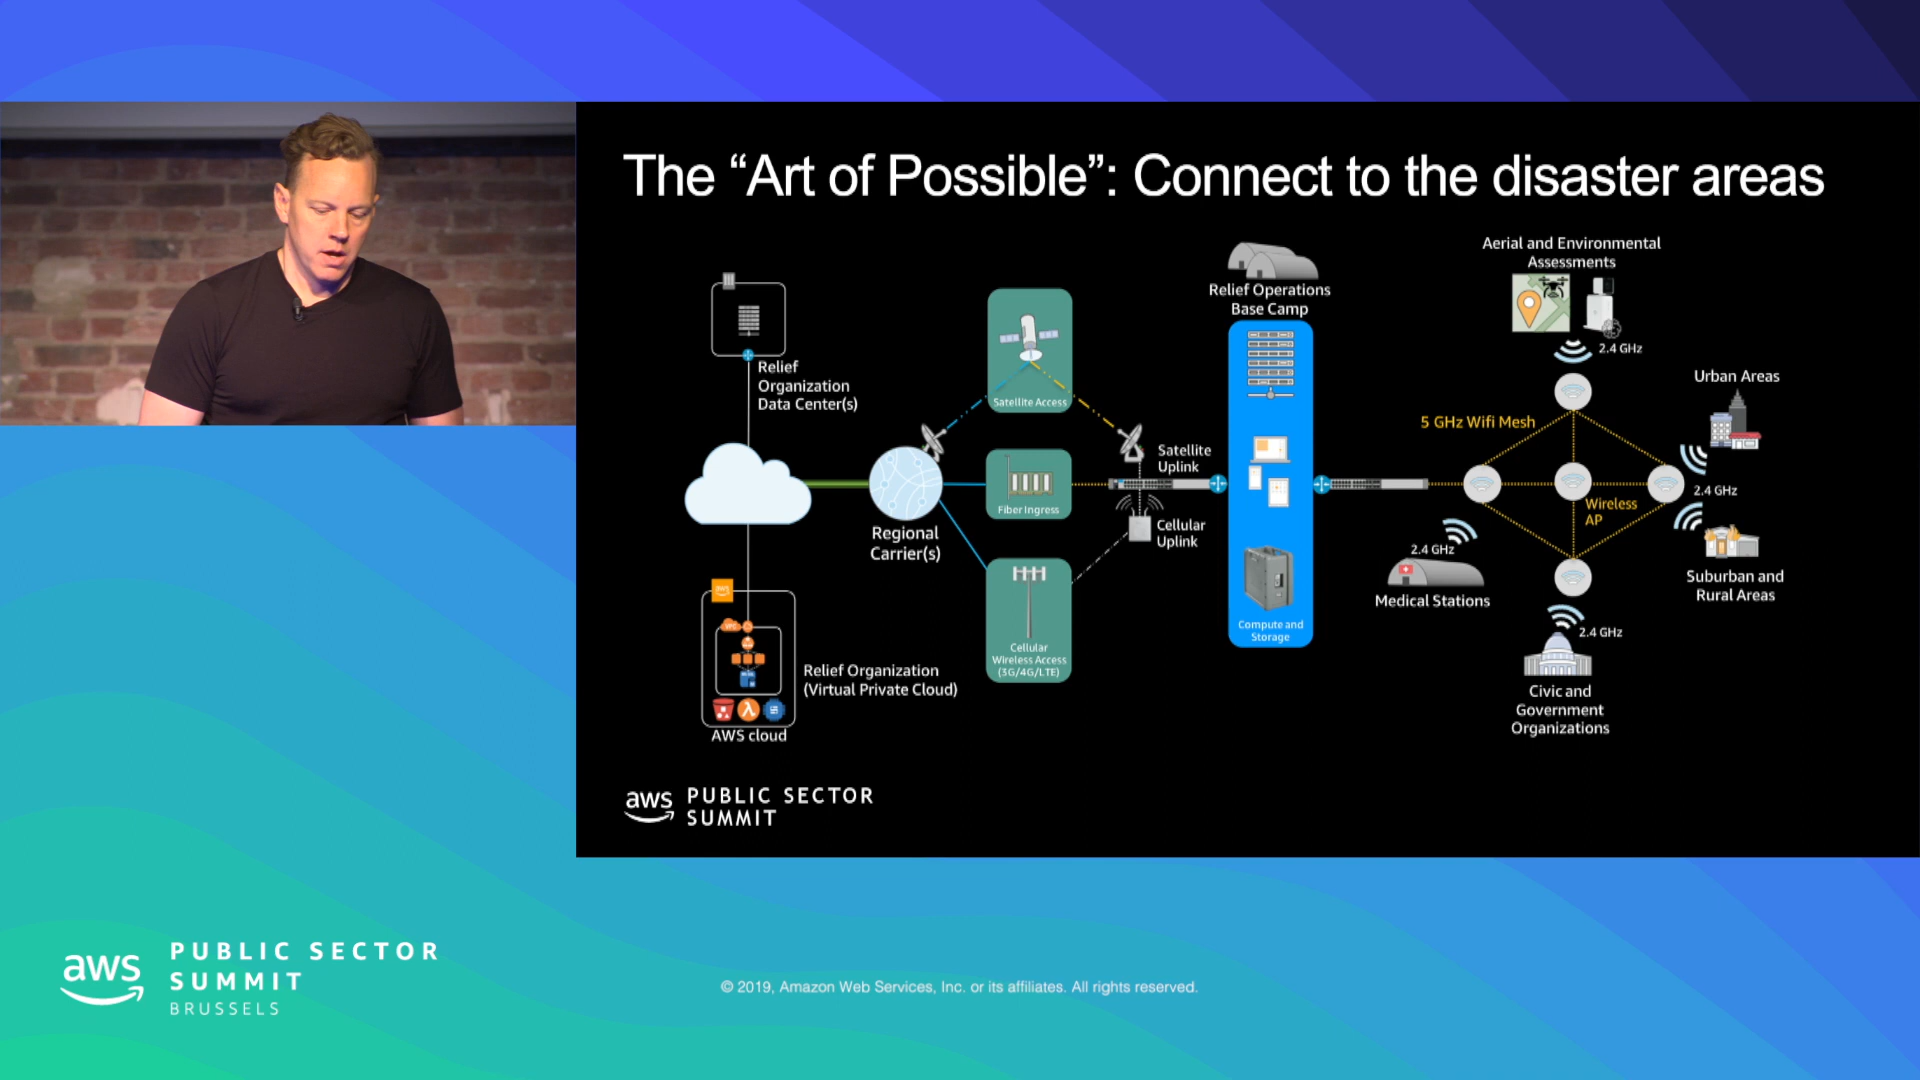 The “Art of Possible”: Connect to the disaster areas
Relief
Organization
Data Center(s)
Regional
Carrier(s)
Relief Organization
(Virtual Private Cloud)
aws
VPC
AWS cloud
Satellite Access
Fiber Ingress
Cellular
Wireless Access
(3G/4G/LTE)
Satellite
Uplink
Cellular
Uplink
Relief Operations
Base Camp
Compute and
Storage
Aerial and Environmental
Assessments
2.4 GHz
Urban Areas
5 GHz Wifi Mesh
2.4 GHz
Wireless
AP
2.4 GHz
Medical Stations
Suburban and
Rural Areas
2.4 GHz
Civic and
Government
Organizations
aws PUBLIC SECTOR
SUMMIT
aws PUBLIC SECTOR
SUMMIT
BRUSSELS
© 2019, Amazon Web Services, Inc. or its affiliates. All rights reserved.